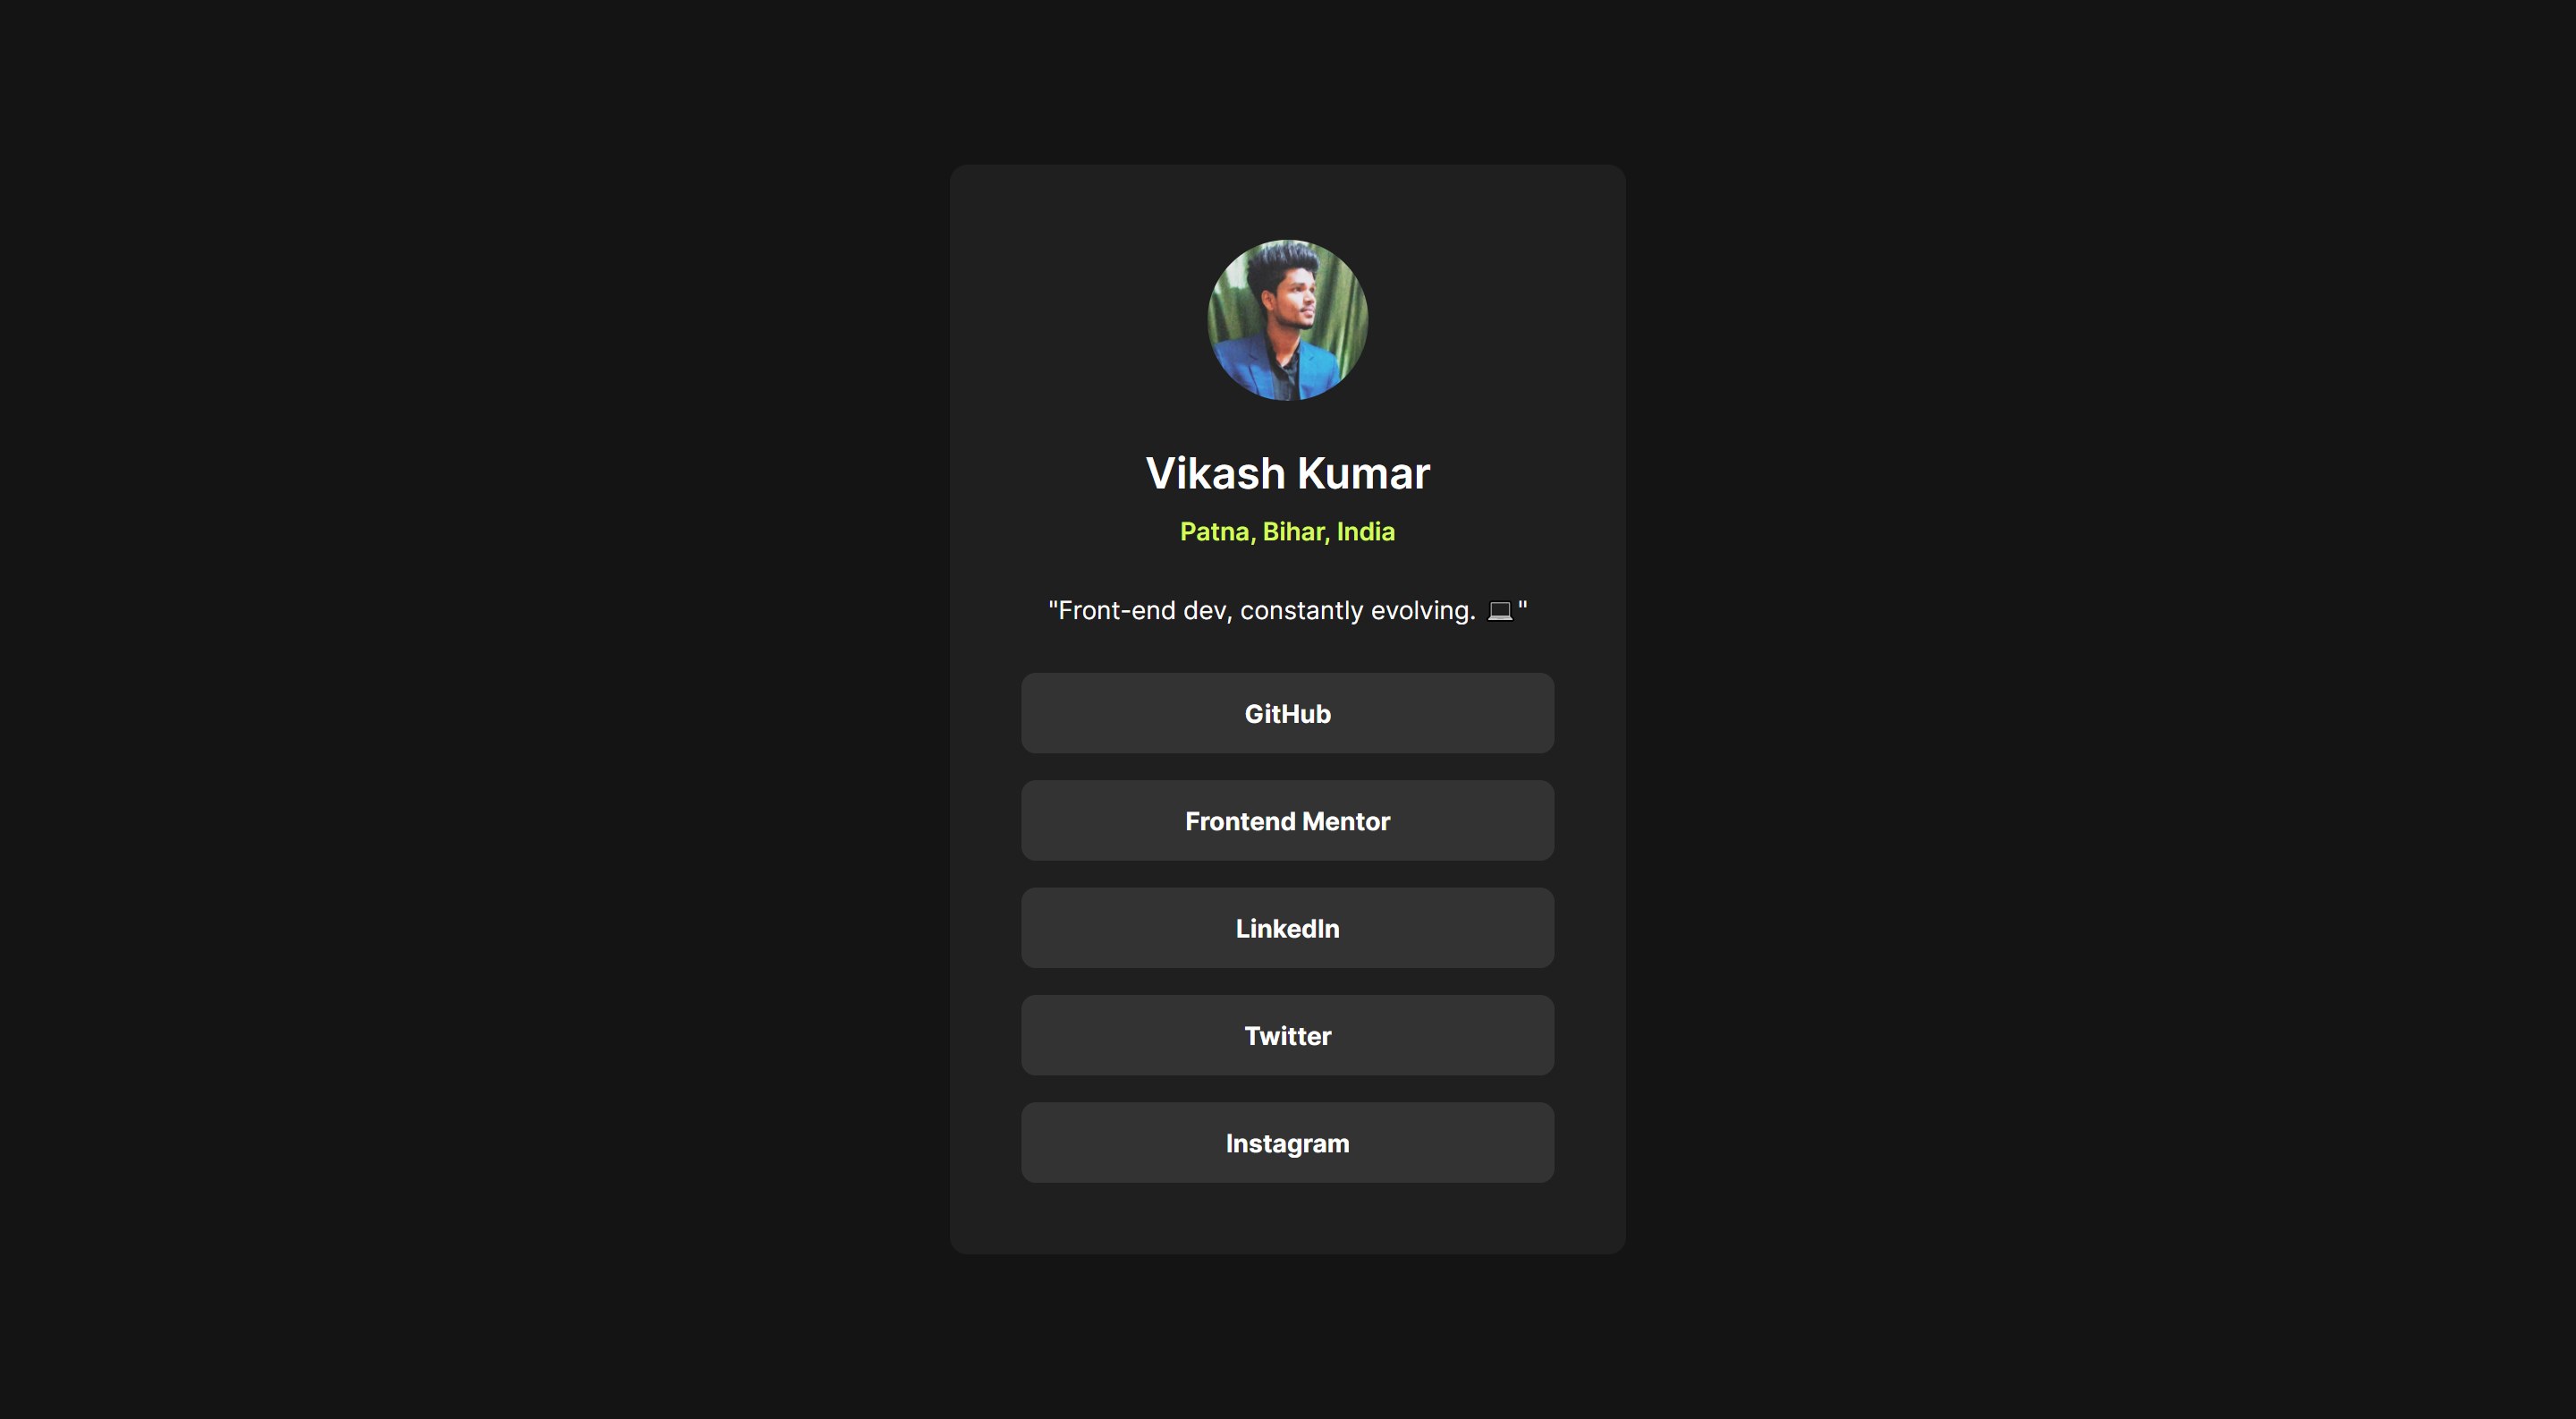 Vikash Kumar
Patna, Bihar, India
"Front-end dev, constantly evolving. 💻"
GitHub
Frontend Mentor
LinkedIn
Twitter
Instagram